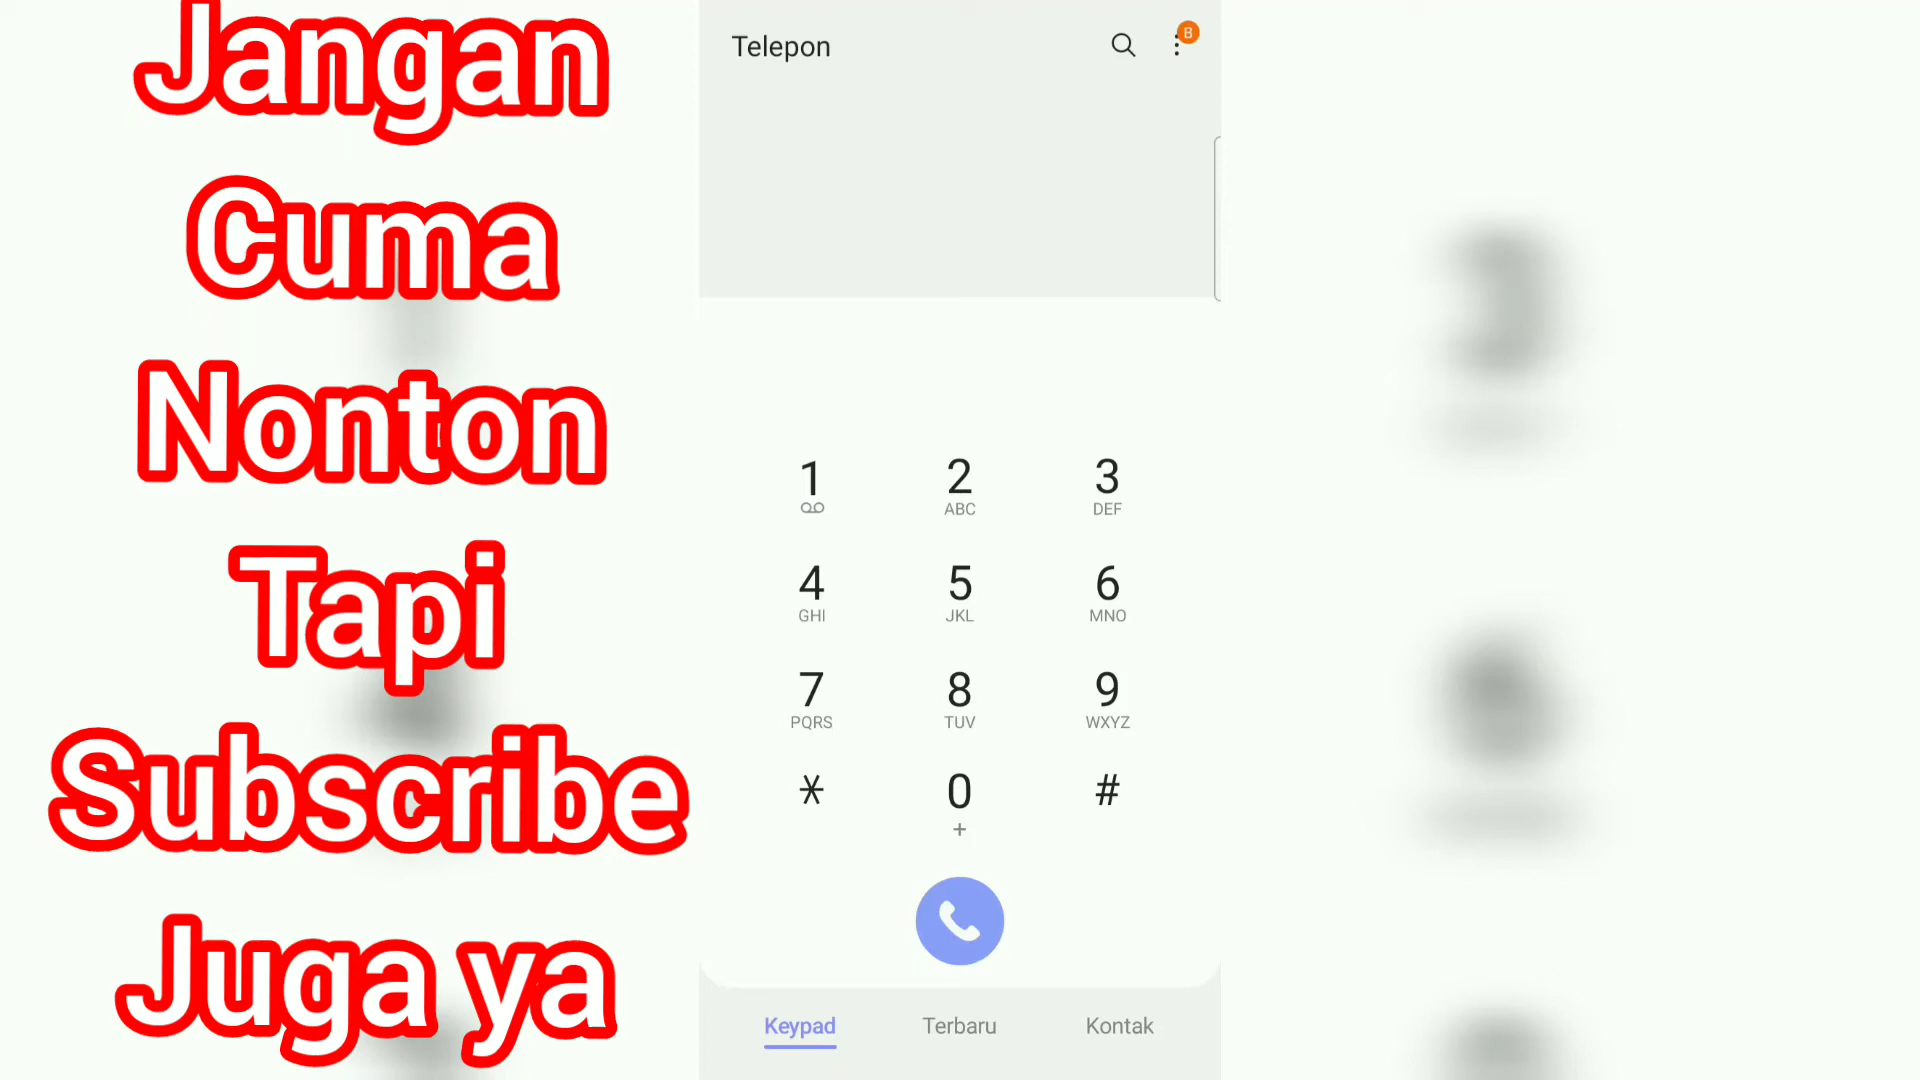 Jangan
Cuma
Nonton
Tapi
Subscribe
Juga ya
Telepon
B
1 2 3
ABC DEF
4 5 6
GHI JKL MNO
7 8 9
PQRS TUV WXYZ
* 0 #
+
Keypad Terbaru Kontak